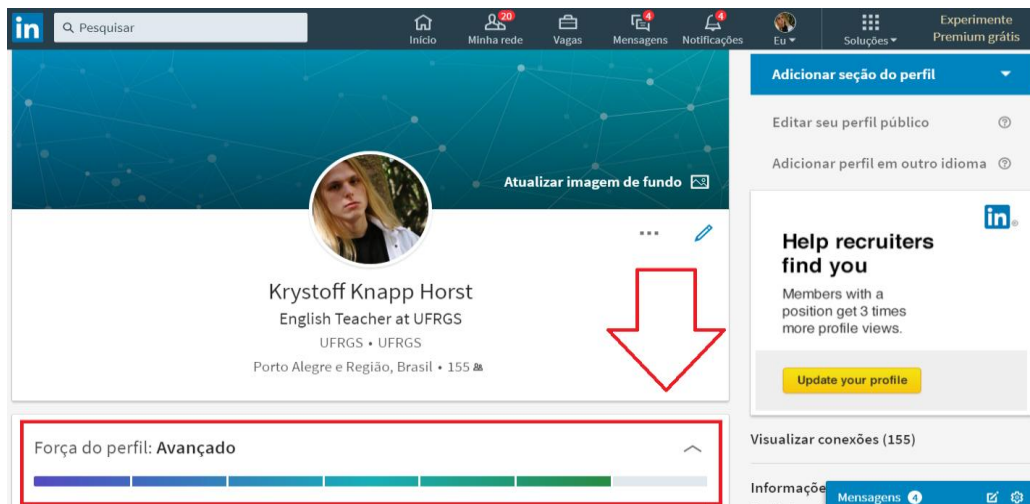 in
Pesquisar
20
4
4
Início
Minha rede
Vagas
Mensagens
Notificações
Eu
Soluções
Experimente
Premium grátis
Atualizar imagem de fundo
Krystoff Knapp Horst
English Teacher at UFRGS
UFRGS • UFRGS
Porto Alegre e Região, Brasil • 155
Força do perfil: Avançado
Adicionar seção do perfil
Editar seu perfil público
Adicionar perfil em outro idioma
in
Help recruiters
find you
Members with a
position get 3 times
more profile views.
Update your profile
Visualizar conexões (155)
Informaçõe
Mensagens 4